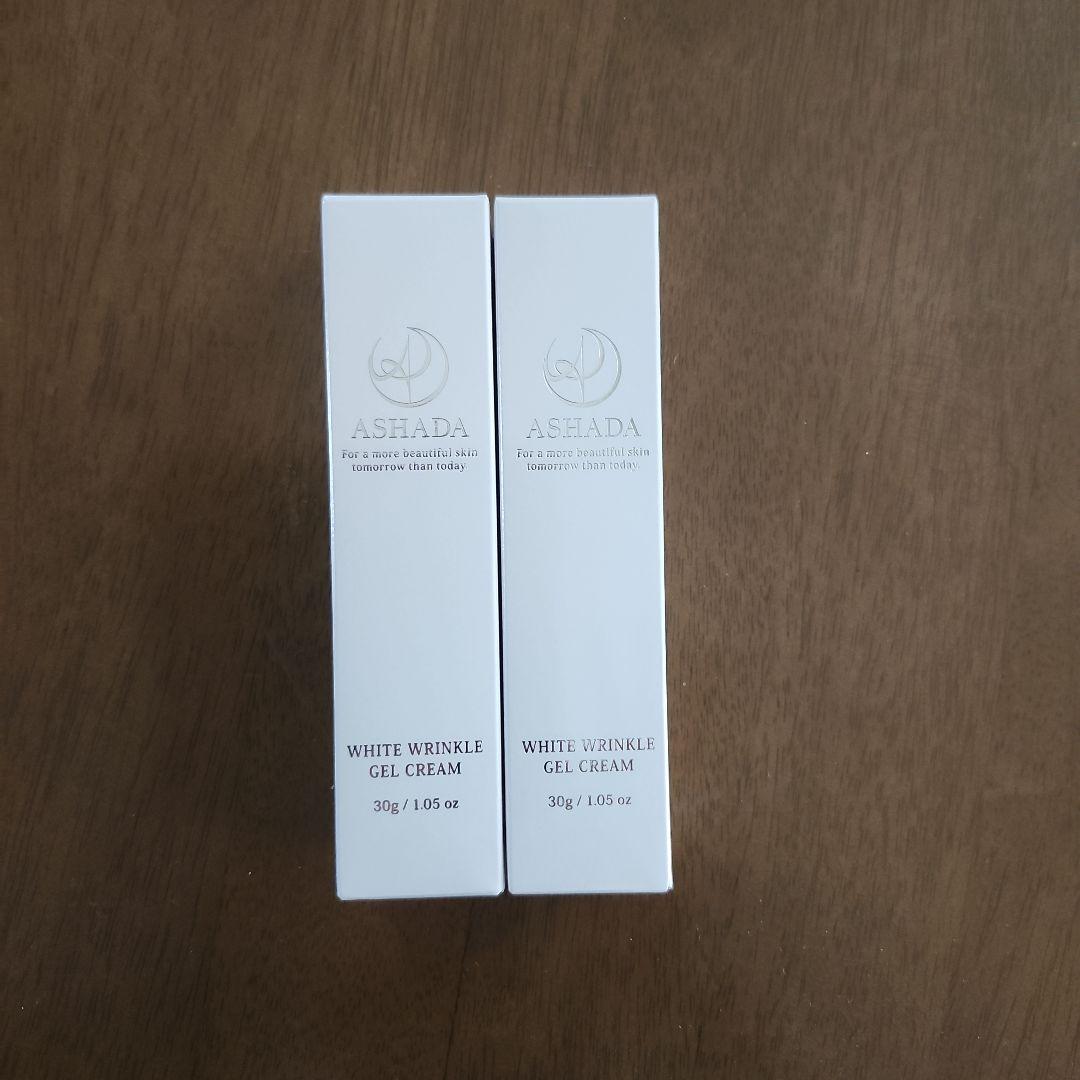 ASHADA
For a more beautiful skin
tomorrow than today.
WHITE WRINKLE
GEL CREAM
30g / 1.05 oz
ASHADA
For a more beautiful skin
tomorrow than today.
WHITE WRINKLE
GEL CREAM
30g / 1.05 oz